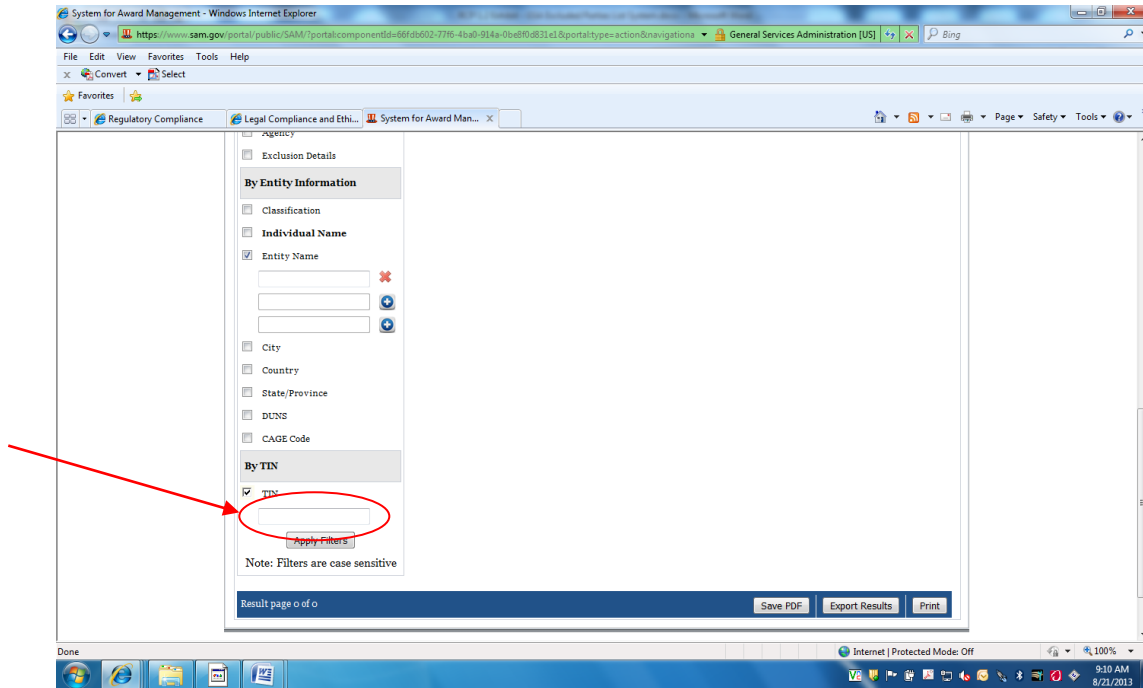 System for Award Management - Windows Internet Explorer
https://www.sam.gov/portal/public/SAM/?portal:componentId=66fdb602-77f6-4ba0-914a-0be8f0d831e1&portal:type=action&navigationa
General Services Administration [US]
Bing
File Edit View Favorites Tools Help
x Convert Select
Favorites
Regulatory Compliance
Legal Compliance and Ethi...
System for Award Man... X
Page Safety Tools
Agency
Exclusion Details
By Entity Information
Classification
Individual Name
Entity Name
City
Country
State/Province
DUNS
CAGE Code
By TIN
TIN
Apply Filters
Note: Filters are case sensitive
Result page 0 of 0
Save PDF
Export Results
Print
Done
Internet | Protected Mode: Off
100%
9:10 AM
8/21/2013